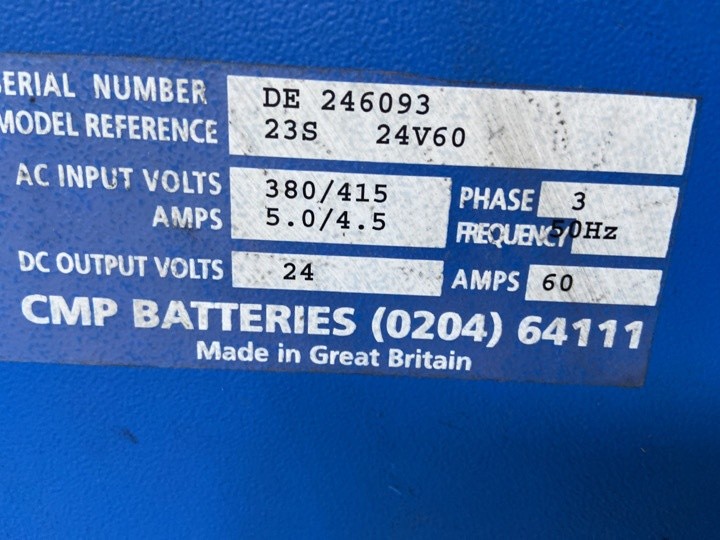 SERIAL NUMBER DE 246093
MODEL REFERENCE 23S 24V60
AC INPUT VOLTS 380/415 PHASE 3
AMPS 5.0/4.5 FREQUENCY 50Hz
DC OUTPUT VOLTS 24 AMPS 60
CMP BATTERIES (0204) 64111
Made in Great Britain